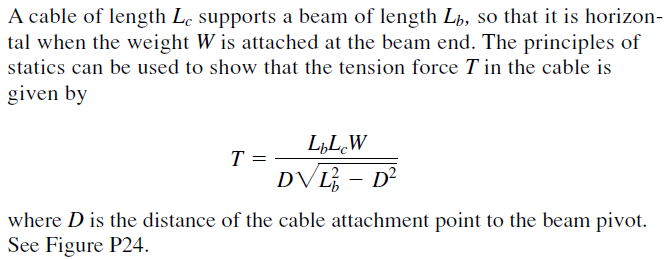 A cable of length L_c supports a beam of length L_b, so that it is horizon-
tal when the weight W is attached at the beam end. The principles of
statics can be used to show that the tension force T in the cable is
given by
T = \frac{L_b L_c W}{D\sqrt{L_b^2 - D^2}}
where D is the distance of the cable attachment point to the beam pivot.
See Figure P24.